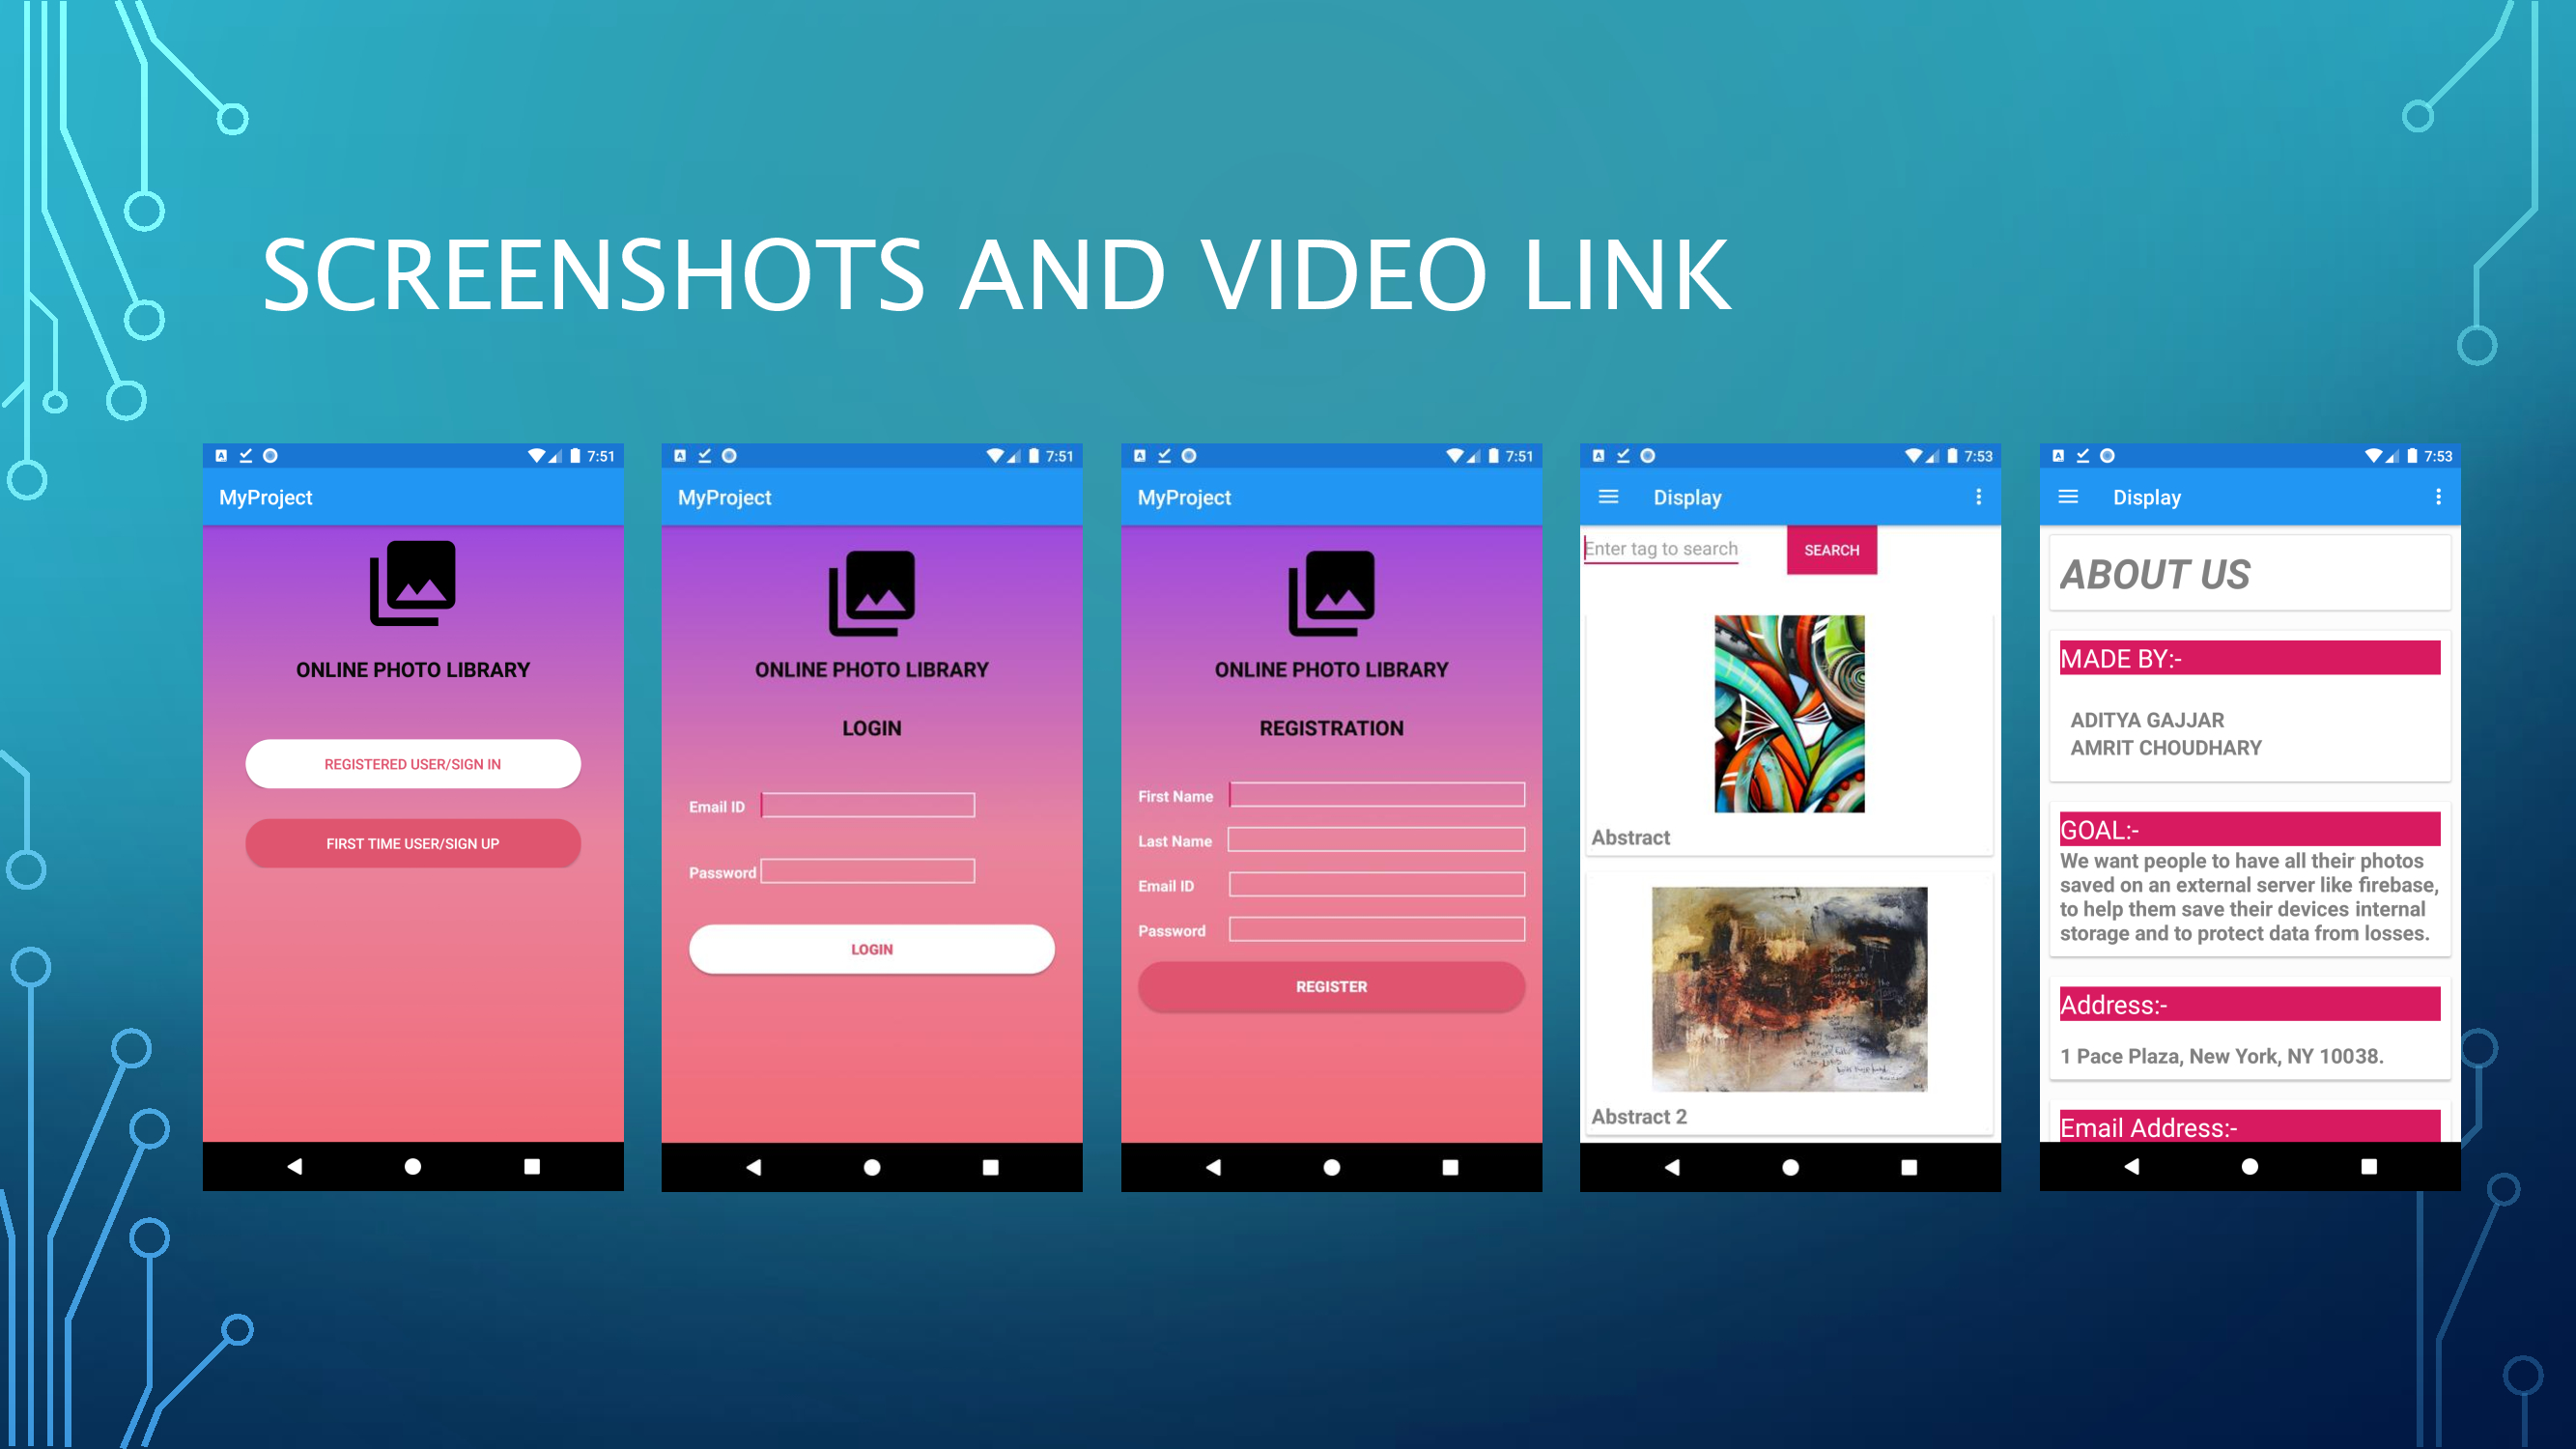 SCREENSHOTS AND VIDEO LINK
7:51
MyProject
ONLINE PHOTO LIBRARY
REGISTERED USER/SIGN IN
FIRST TIME USER/SIGN UP
7:51
MyProject
ONLINE PHOTO LIBRARY
LOGIN
Email ID
Password
LOGIN
7:51
MyProject
ONLINE PHOTO LIBRARY
REGISTRATION
First Name
Last Name
Email ID
Password
REGISTER
7:53
Display
Enter tag to search
SEARCH
Abstract
Abstract 2
7:53
Display
ABOUT US
MADE BY:-
ADITYA GAJJAR
AMRIT CHOUDHARY
GOAL:-
We want people to have all their photos
saved on an external server like firebase,
to help them save their devices internal
storage and to protect data from losses.
Address:-
1 Pace Plaza, New York, NY 10038.
Email Address:-